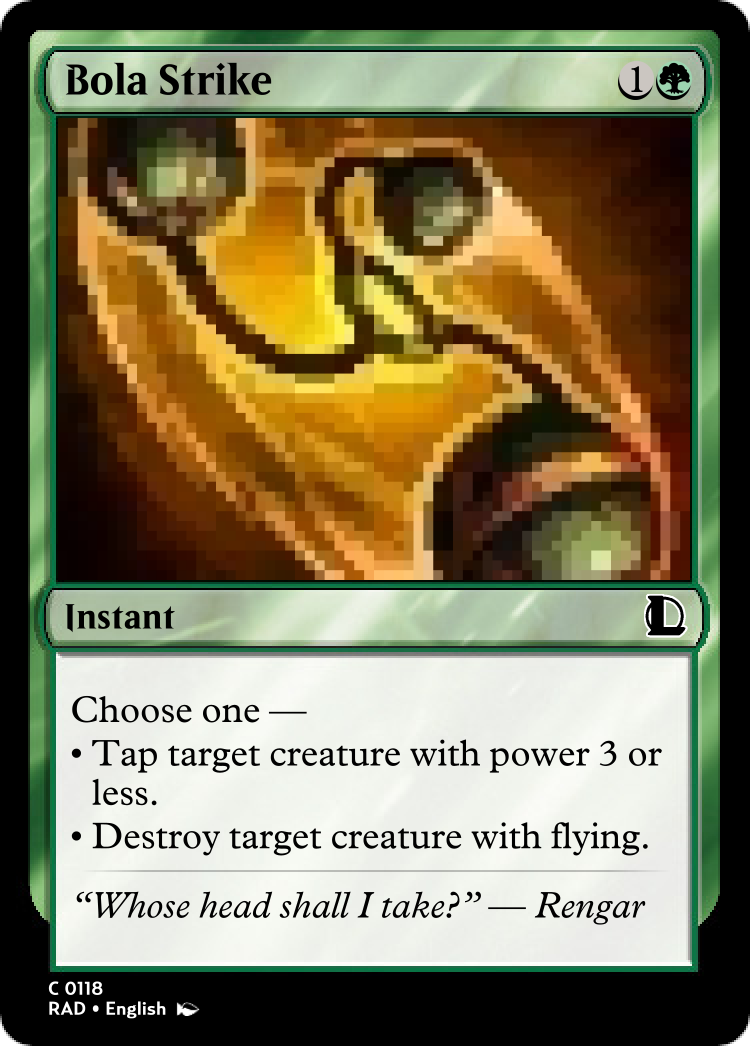 Bola Strike
1
Instant
Choose one —
• Tap target creature with power 3 or
less.
• Destroy target creature with flying.
“Whose head shall I take?” — Rengar
C 0118
RAD • English